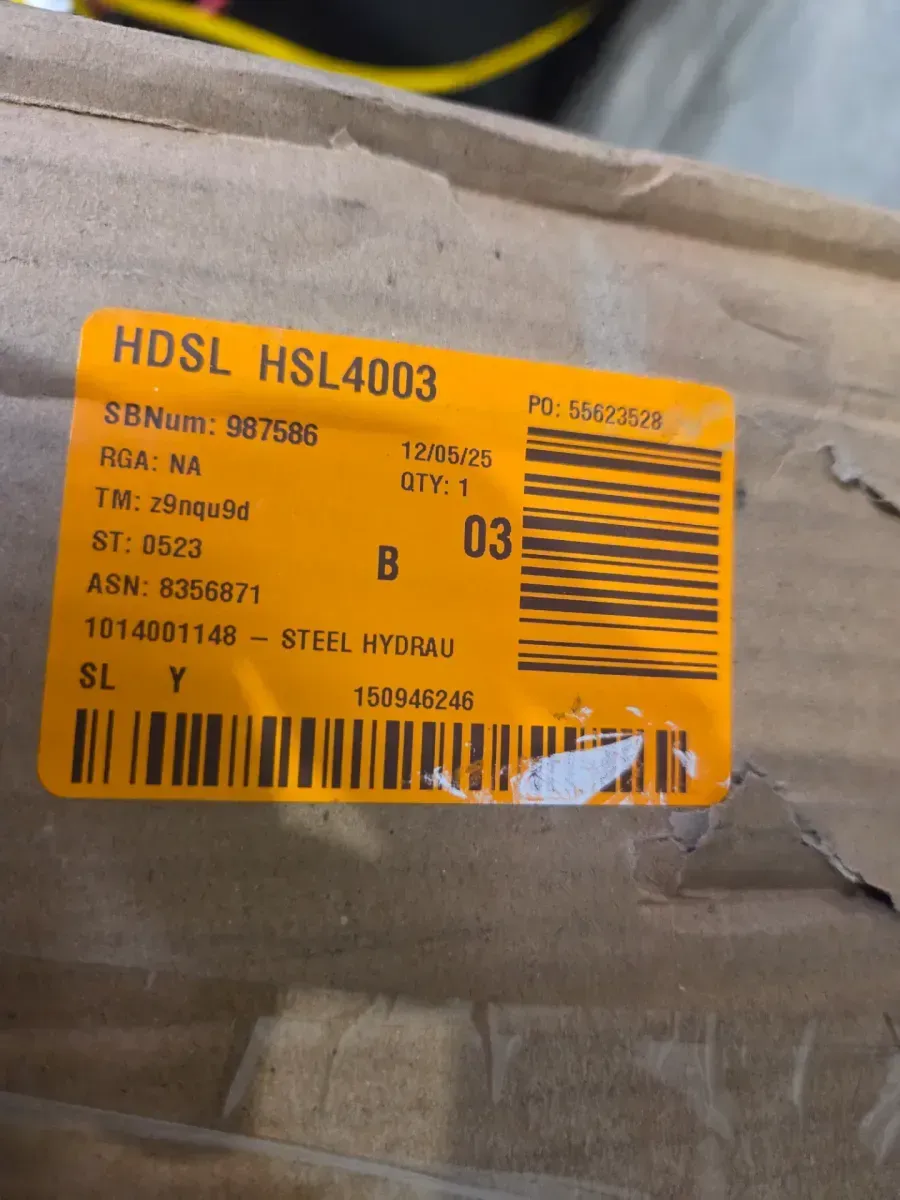 HDSL HSL4003
PO: 55623528
SBNum: 987586
12/05/25
RGA: NA
QTY: 1
TM: z9nqu9d
03
ST: 0523
B
ASN: 8356871
1014001148 – STEEL HYDRAU
SL Y
150946246